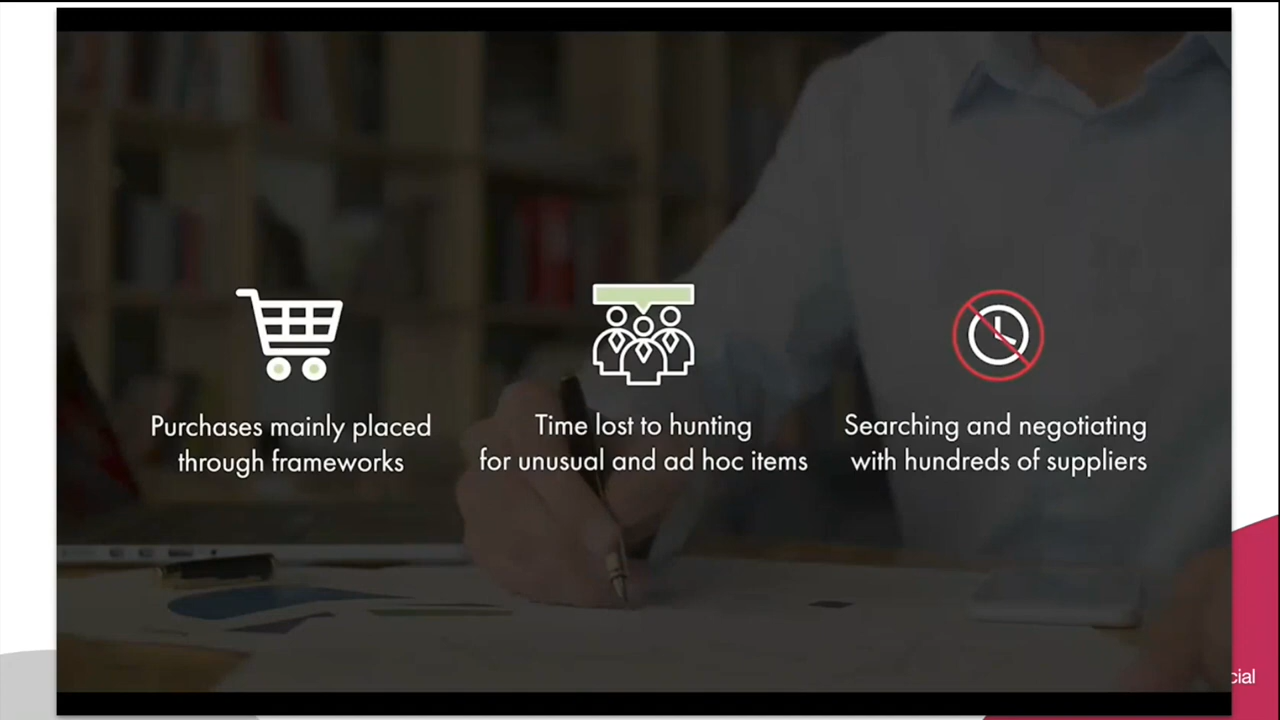 Purchases mainly placed
through frameworks
Time lost to hunting
for unusual and ad hoc items
Searching and negotiating
with hundreds of suppliers
cial